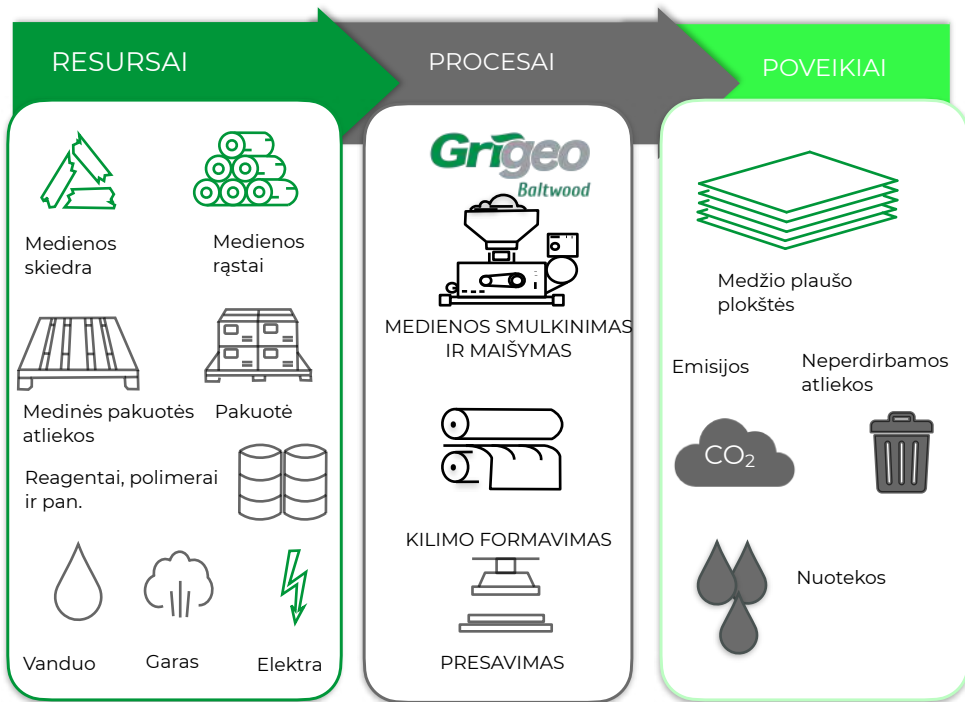 RESURSAI
Medienos
skiedra
Medienos
rąstai
Medinės pakuotės
atliekos
Pakuotė
Reagentai, polimerai
ir pan.
Vanduo
Garas
Elektra
PROCESAI
Grigeo
Baltwood
MEDIENOS SMULKINIMAS
IR MAIŠYMAS
KILIMO FORMAVIMAS
PRESAVIMAS
POVEIKIAI
Medžio plaušo
plokštės
Emisijos
Neperdirbamos
atliekos
CO₂
Nuotekos